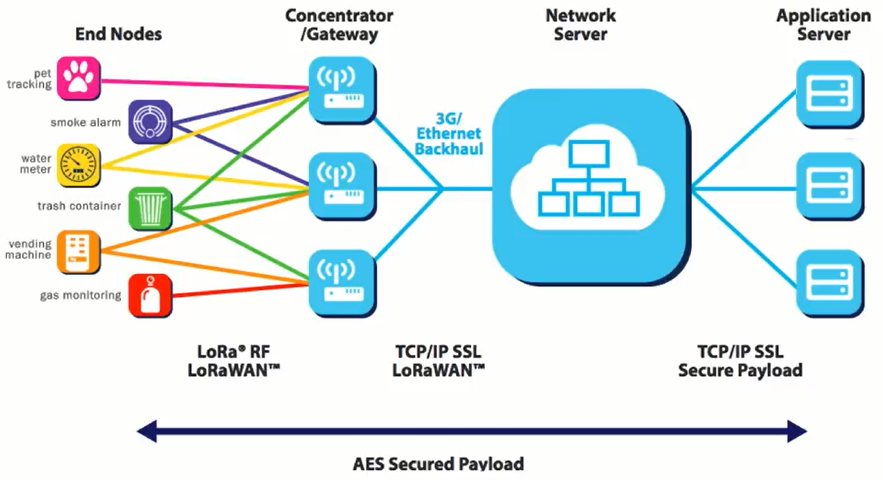 End Nodes
Concentrator
/Gateway
Network
Server
Application
Server
pet
tracking
smoke alarm
water
meter
trash container
vending
machine
gas monitoring
3G/
Ethernet
Backhaul
LoRa® RF
LoRaWAN™
TCP/IP SSL
LoRaWAN™
TCP/IP SSL
Secure Payload
AES Secured Payload